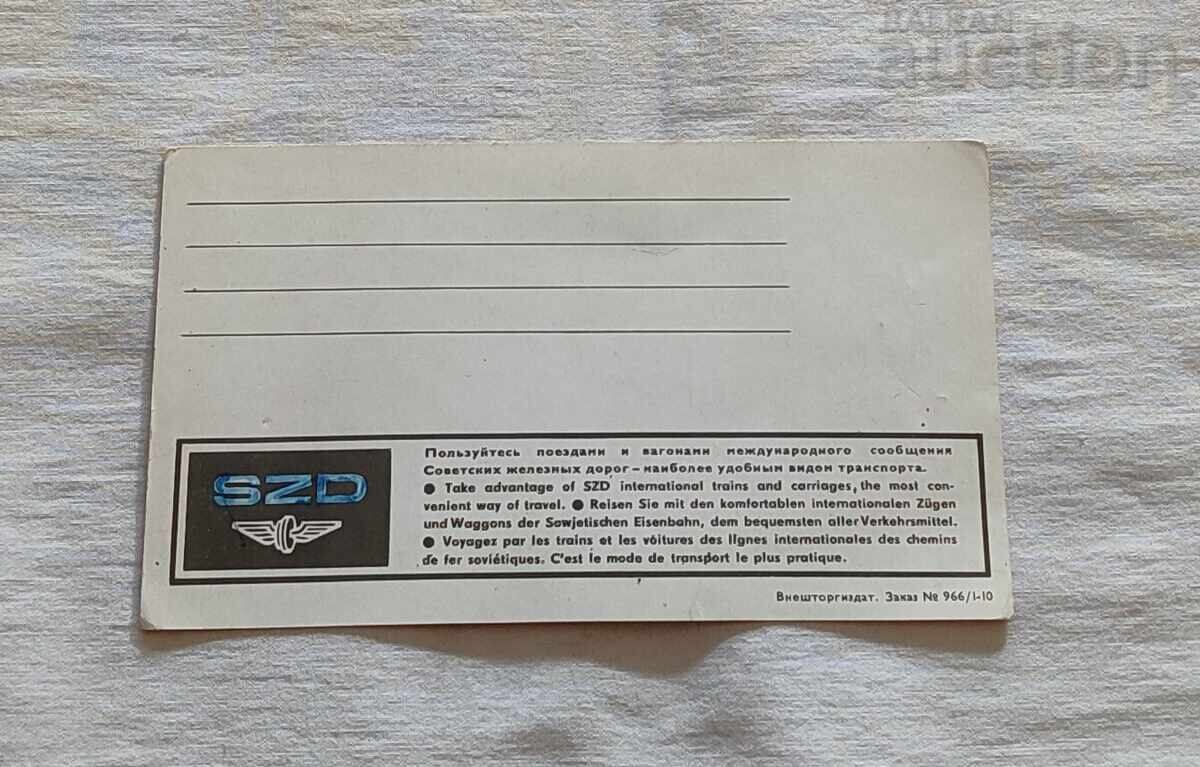 BALKAN
auction
SZD
Пользуйтесь поездами и вагонами международного сообщения
Советских железных дорог – наиболее удобным видом транспорта.
● Take advantage of SZD international trains and carriages, the most con-
venient way of travel. ● Reisen Sie mit den komfortablen internationalen Zügen
und Waggons der Sowjetischen Eisenbahn, dem bequemsten aller Verkehrsmittel.
● Voyagez par les trains et les voitures des lignes internationales des chemins
de fer soviétiques. C'est le mode de transport le plus pratique.
Внешторгиздат. Заказ № 966/I-10